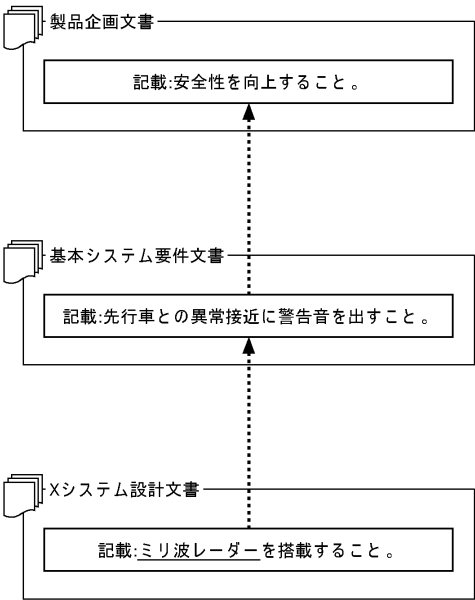 製品企画文書
記載:安全性を向上すること。
基本システム要件文書
記載:先行車との異常接近に警告音を出すこと。
Xシステム設計文書
記載:ミリ波レーダーを搭載すること。